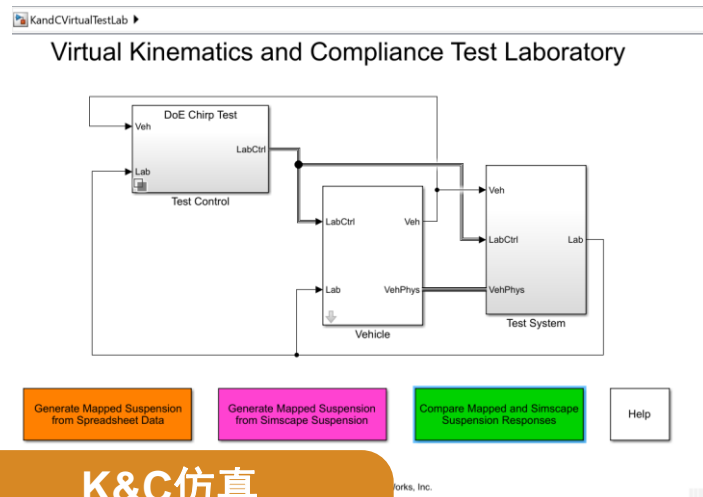 KandCVirtualTestLab
Virtual Kinematics and Compliance Test Laboratory
DoE Chirp Test
Veh
LabCtrl
Lab
Test Control
LabCtrl
Veh
Lab
VehPhys
Vehicle
Veh
LabCtrl
Lab
VehPhys
Test System
Generate Mapped Suspension
from Spreadsheet Data
Generate Mapped Suspension
from Simscape Suspension
Compare Mapped and Simscape
Suspension Responses
Help
K&C仿真
orks, Inc.